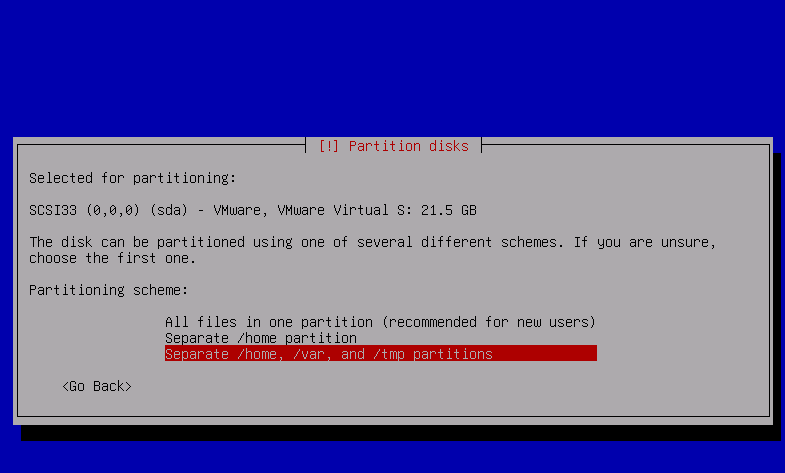 [!] Partition disks
Selected for partitioning:
SCSI33 (0,0,0) (sda) - VMware, VMware Virtual S: 21.5 GB
The disk can be partitioned using one of several different schemes. If you are unsure,
choose the first one.
Partitioning scheme:
All files in one partition (recommended for new users)
Separate /home partition
Separate /home, /var, and /tmp partitions
<Go Back>